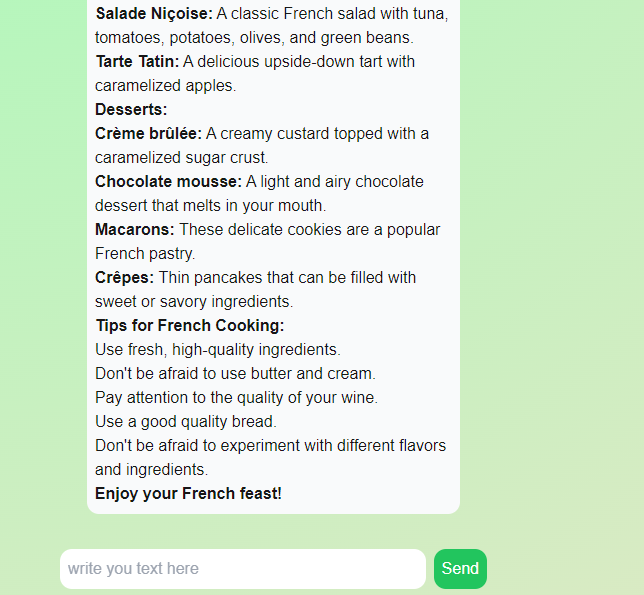 Salade Niçoise: A classic French salad with tuna,
tomatoes, potatoes, olives, and green beans.
Tarte Tatin: A delicious upside-down tart with
caramelized apples.
Desserts:
Crème brûlée: A creamy custard topped with a
caramelized sugar crust.
Chocolate mousse: A light and airy chocolate
dessert that melts in your mouth.
Macarons: These delicate cookies are a popular
French pastry.
Crêpes: Thin pancakes that can be filled with
sweet or savory ingredients.
Tips for French Cooking:
Use fresh, high-quality ingredients.
Don't be afraid to use butter and cream.
Pay attention to the quality of your wine.
Use a good quality bread.
Don't be afraid to experiment with different flavors
and ingredients.
Enjoy your French feast!
write you text here
Send